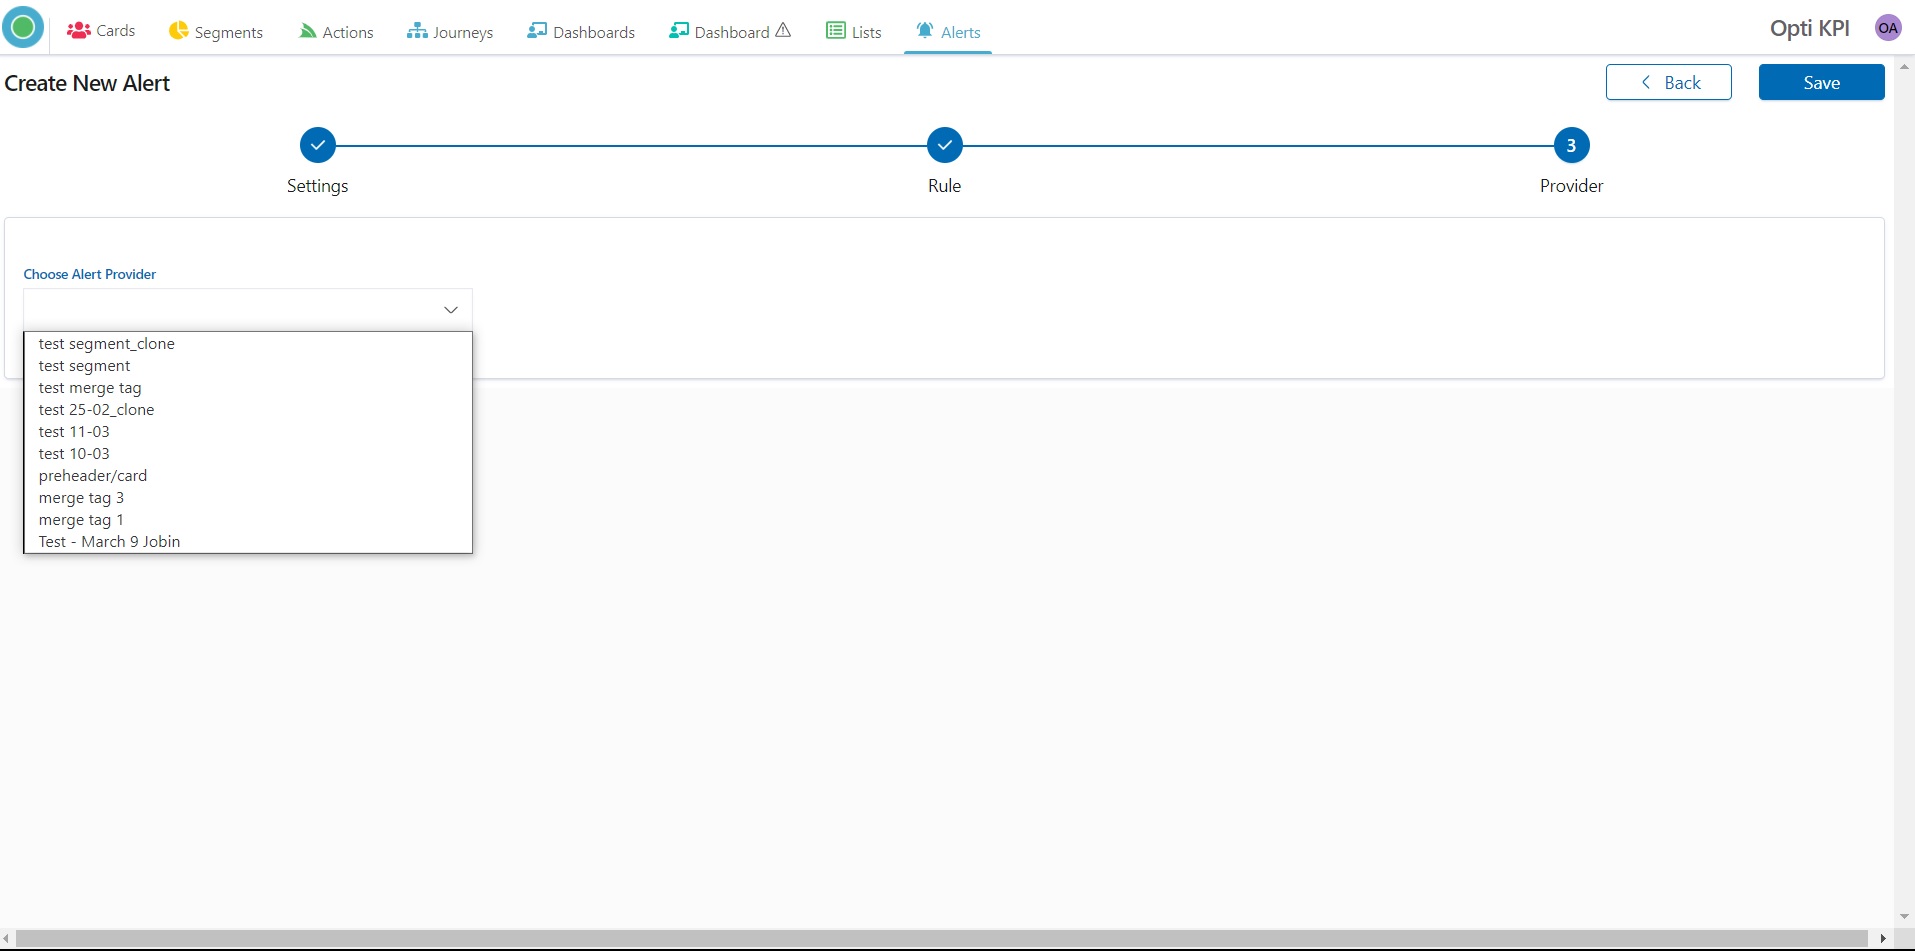 Cards Segments Actions Journeys Dashboards Dashboard Lists Alerts Opti KPI OA
Create New Alert
Back Save
3
Settings Rule Provider
Choose Alert Provider
test segment_clone
test segment
test merge tag
test 25-02_clone
test 11-03
test 10-03
preheader/card
merge tag 3
merge tag 1
Test - March 9 Jobin